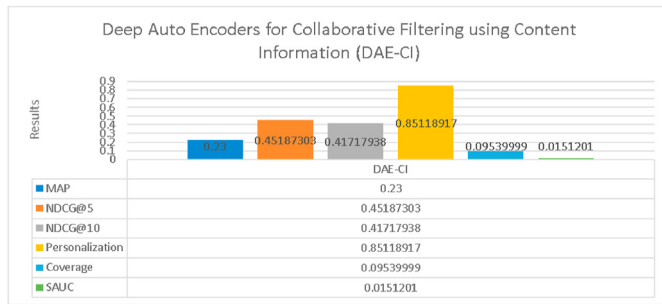 Deep Auto Encoders for Collaborative Filtering using Content
Information (DAE-CI)
Results
0.9
0.8
0.7
0.6
0.5
0.4
0.3
0.2
0.1
0
0.23
0.45187303
0.41717938
0.85118917
0.09539999
0.0151201
DAE-CI
MAP 0.23
NDCG@5 0.45187303
NDCG@10 0.41717938
Personalization 0.85118917
Coverage 0.09539999
SAUC 0.0151201